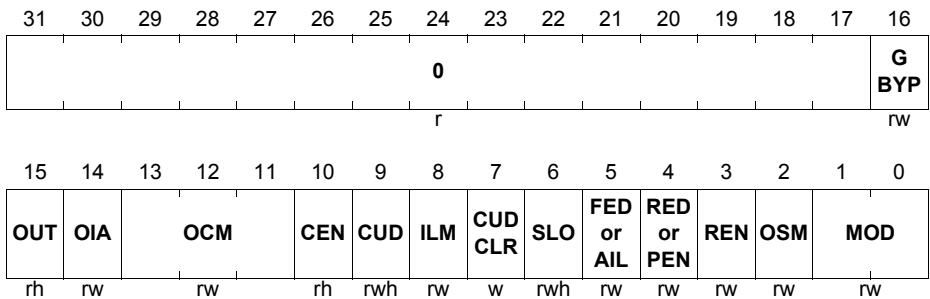 31 30 29 28 27 26 25 24 23 22 21 20 19 18 17 16
0 G
BYP
r rw
15 14 13 12 11 10 9 8 7 6 5 4 3 2 1 0
OUT OIA OCM CEN CUD ILM CUD
CLR SLO FED
or
AIL RED
or
PEN REN OSM MOD
rh rw rw rh rwh rw w rwh rw rw rw rw rw